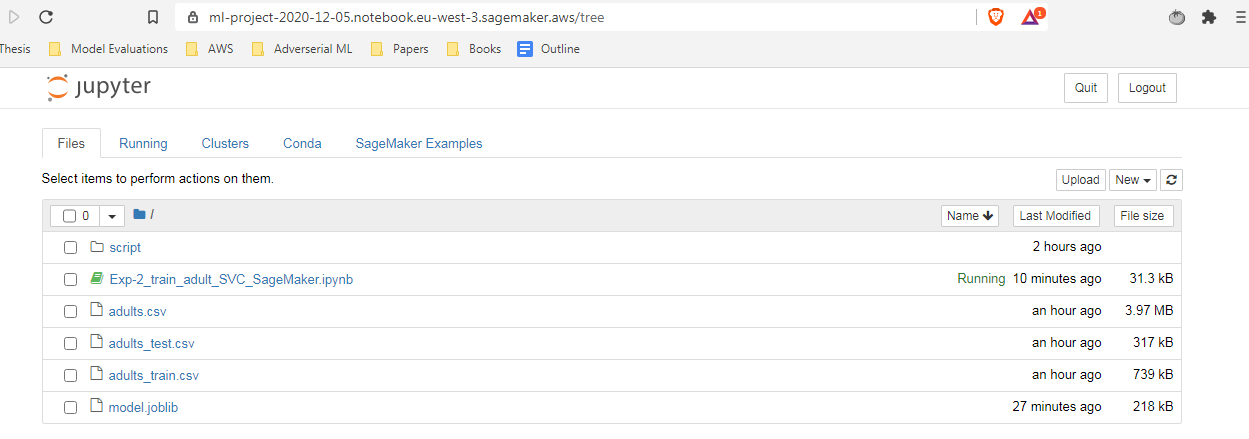 ml-project-2020-12-05.notebook.eu-west-3.sagemaker.aws/tree 1
Thesis Model Evaluations AWS Adverserial ML Papers Books Outline
jupyter Quit Logout
Files Running Clusters Conda SageMaker Examples
Select items to perform actions on them. Upload New
0 / Name Last Modified File size
script 2 hours ago
Exp-2_train_adult_SVC_SageMaker.ipynb Running 10 minutes ago 31.3 kB
adults.csv an hour ago 3.97 MB
adults_test.csv an hour ago 317 kB
adults_train.csv an hour ago 739 kB
model.joblib 27 minutes ago 218 kB